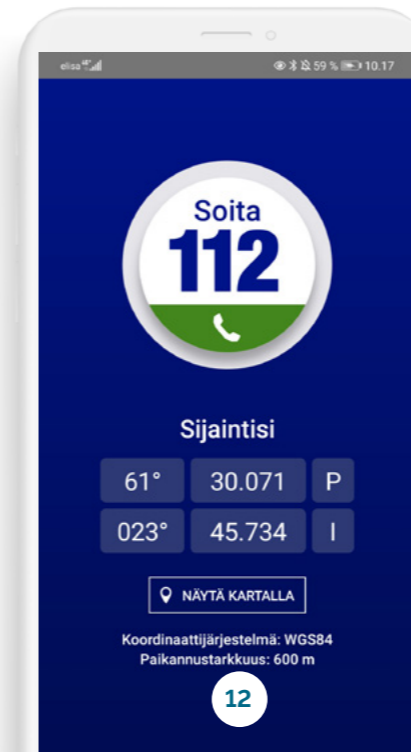 elisa 4G 59 % 10.17
Soita
112
Sijaintisi
61° 30.071 P
023° 45.734 I
NÄYTÄ KARTALLA
Koordinaattijärjestelmä: WGS84
Paikannustarkkuus: 600 m
12